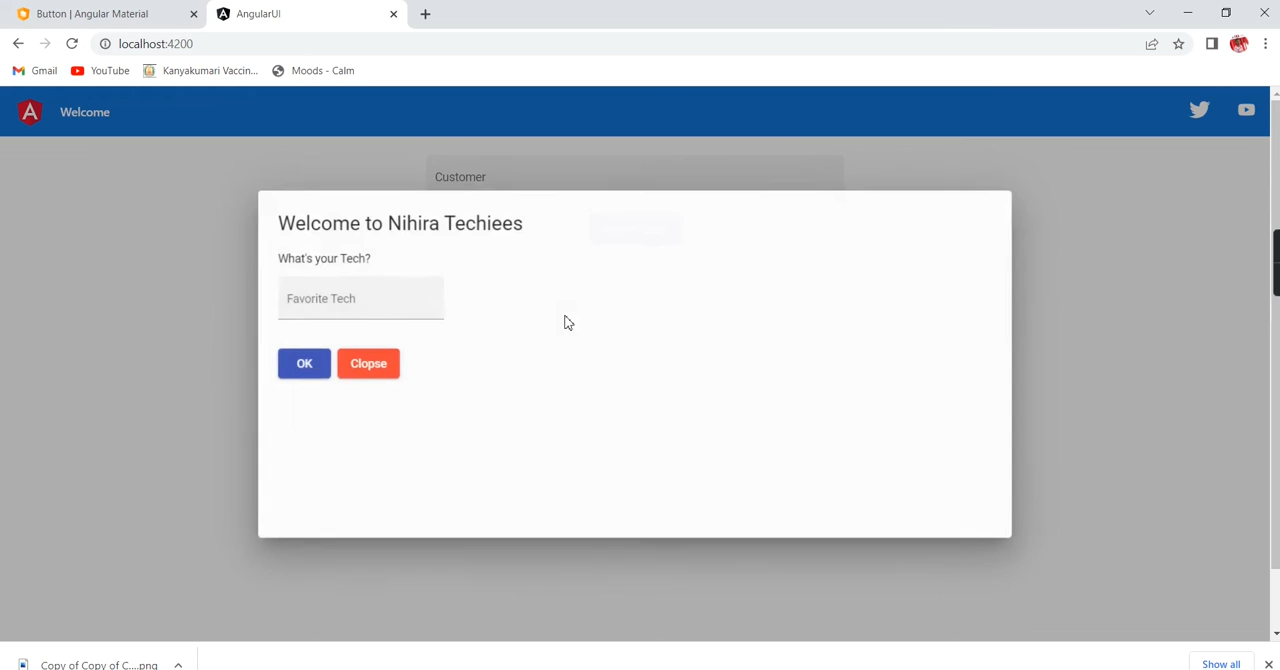 Button | Angular Material
AngularUI
localhost:4200
Gmail
YouTube
Kanyakumari Vaccin...
Moods - Calm
A
Welcome
Customer
Welcome to Nihira Techiees
What's your Tech?
Favorite Tech
OK
Clopse
Copy of Copy of C....png
Show all